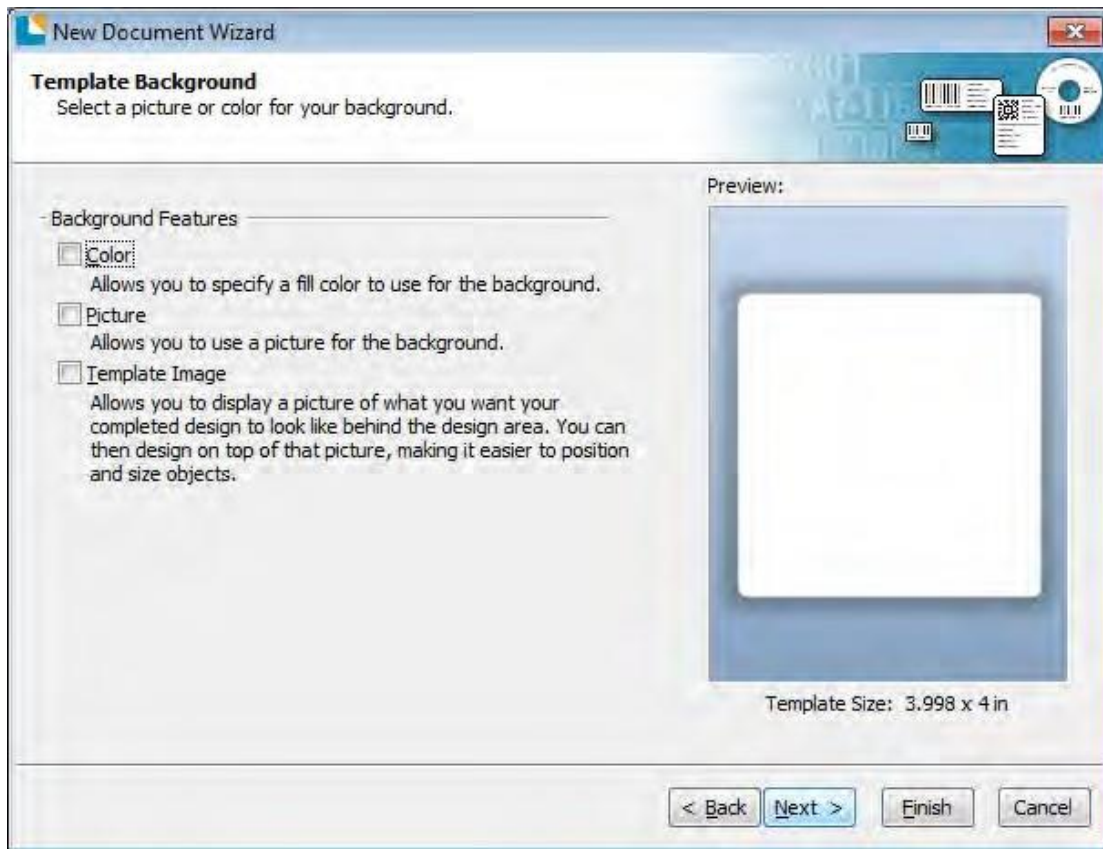 New Document Wizard
Template Background
Select a picture or color for your background.
Preview:
Background Features
Color
Allows you to specify a fill color to use for the background.
Picture
Allows you to use a picture for the background.
Template Image
Allows you to display a picture of what you want your
completed design to look like behind the design area. You can
then design on top of that picture, making it easier to position
and size objects.
Template Size: 3.998 x 4 in
< Back
Next >
Finish
Cancel